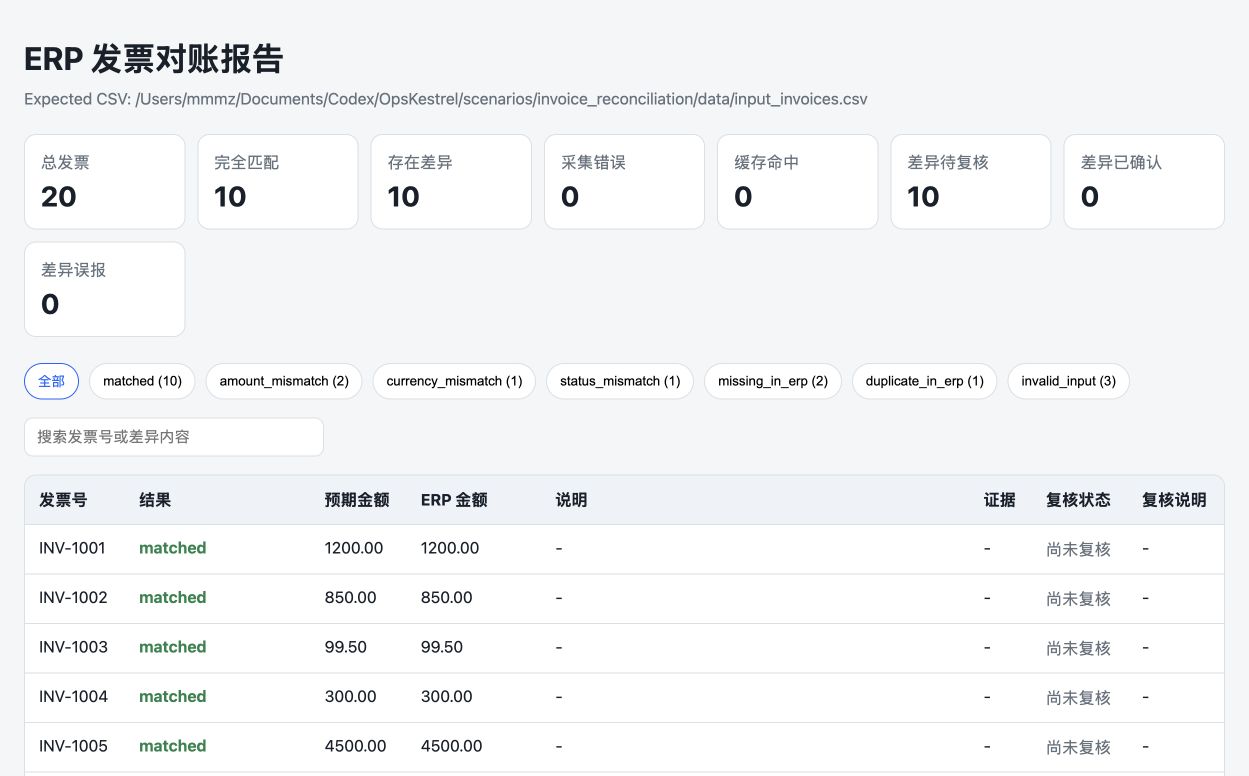 ERP 发票对账报告
Expected CSV: /Users/mmmz/Documents/Codex/OpsKestrel/scenarios/invoice_reconciliation/data/input_invoices.csv
总发票 完全匹配 存在差异 采集错误 缓存命中 差异待复核 差异已确认
20 10 10 0 0 10 0
差异误报
0
全部 matched (10) amount_mismatch (2) currency_mismatch (1) status_mismatch (1) missing_in_erp (2) duplicate_in_erp (1) invalid_input (3)
搜索发票号或差异内容
发票号 结果 预期金额 ERP 金额 说明 证据 复核状态 复核说明
INV-1001 matched 1200.00 1200.00 - - 尚未复核 -
INV-1002 matched 850.00 850.00 - - 尚未复核 -
INV-1003 matched 99.50 99.50 - - 尚未复核 -
INV-1004 matched 300.00 300.00 - - 尚未复核 -
INV-1005 matched 4500.00 4500.00 - - 尚未复核 -